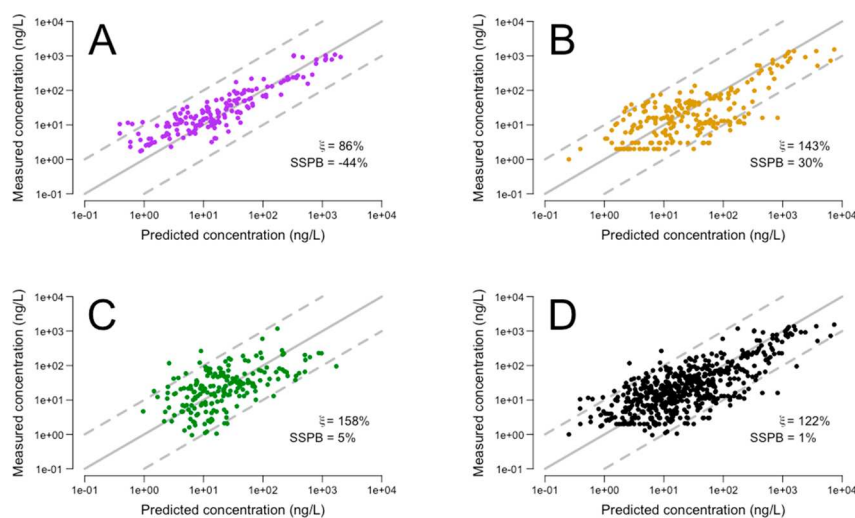 A
Measured concentration (ng/L)
1e+04
1e+03
1e+02
1e+01
1e+00
1e-01
ξ = 86%
SSPB = -44%
1e-01 1e+00 1e+01 1e+02 1e+03 1e+04
Predicted concentration (ng/L)
B
Measured concentration (ng/L)
1e+04
1e+03
1e+02
1e+01
1e+00
1e-01
ξ = 143%
SSPB = 30%
1e-01 1e+00 1e+01 1e+02 1e+03 1e+04
Predicted concentration (ng/L)
C
Measured concentration (ng/L)
1e+04
1e+03
1e+02
1e+01
1e+00
1e-01
ξ = 158%
SSPB = 5%
1e-01 1e+00 1e+01 1e+02 1e+03 1e+04
Predicted concentration (ng/L)
D
Measured concentration (ng/L)
1e+04
1e+03
1e+02
1e+01
1e+00
1e-01
ξ = 122%
SSPB = 1%
1e-01 1e+00 1e+01 1e+02 1e+03 1e+04
Predicted concentration (ng/L)